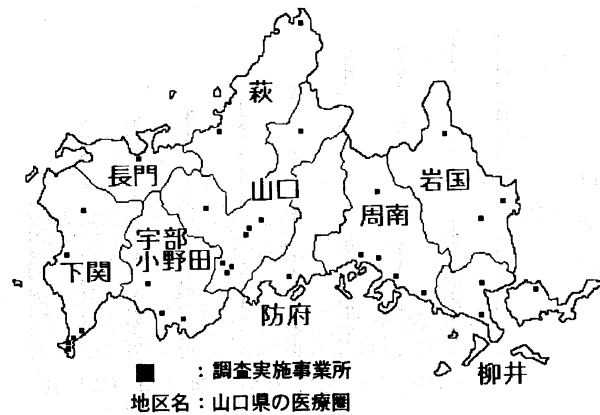 萩
長門
山口
岩国
周南
宇部
小野田
下関
防府
柳井
■ ：調査実施事業所
地区名：山口県の医療圏